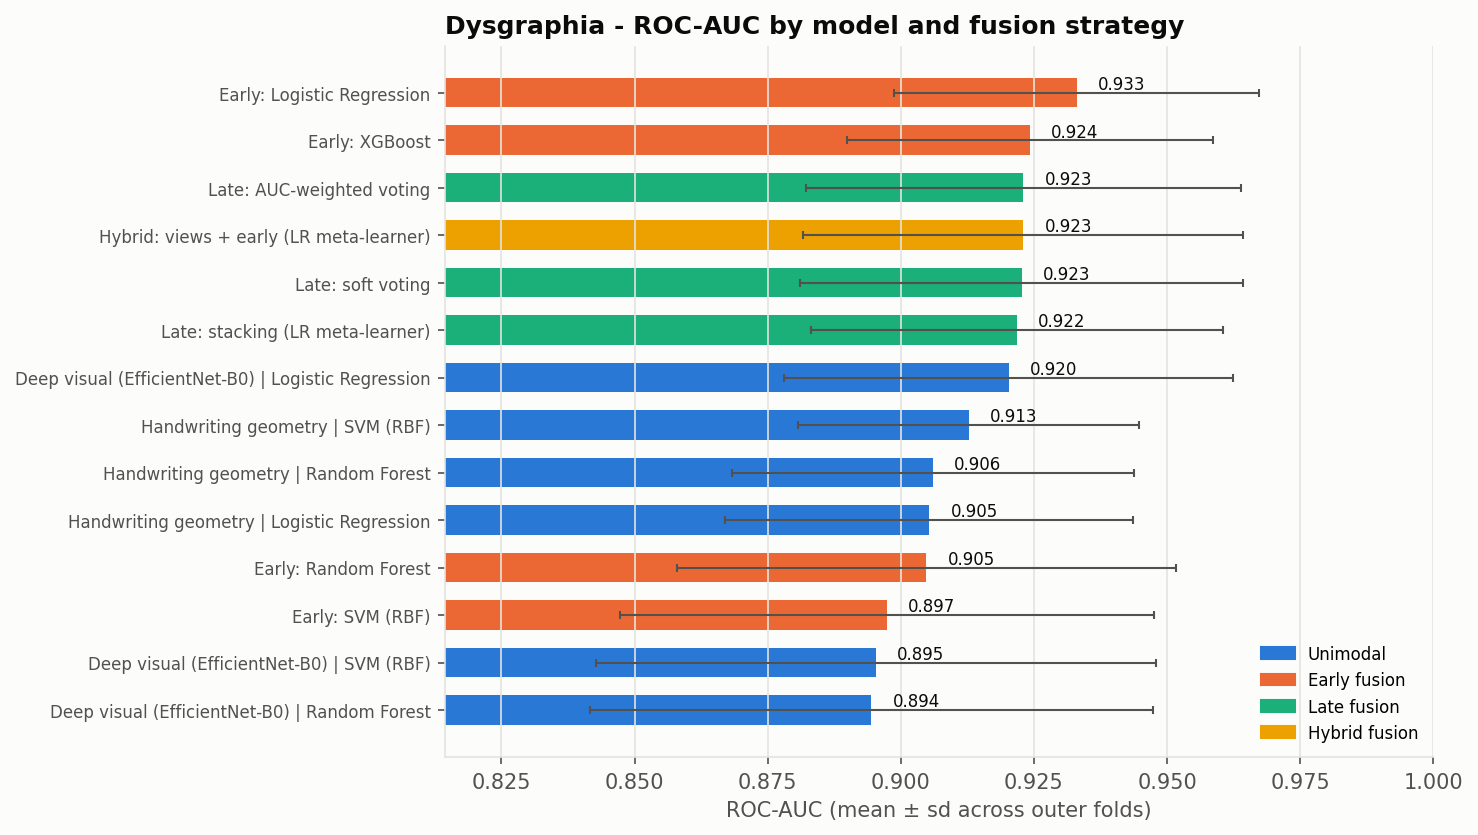 Dysgraphia - ROC-AUC by model and fusion strategy
Early: Logistic Regression 0.933
Early: XGBoost 0.924
Late: AUC-weighted voting 0.923
Hybrid: views + early (LR meta-learner) 0.923
Late: soft voting 0.923
Late: stacking (LR meta-learner) 0.922
Deep visual (EfficientNet-B0) | Logistic Regression 0.920
Handwriting geometry | SVM (RBF) 0.913
Handwriting geometry | Random Forest 0.906
Handwriting geometry | Logistic Regression 0.905
Early: Random Forest 0.905
Early: SVM (RBF) 0.897
Deep visual (EfficientNet-B0) | SVM (RBF) 0.895
Deep visual (EfficientNet-B0) | Random Forest 0.894
Unimodal
Early fusion
Late fusion
Hybrid fusion
0.825 0.850 0.875 0.900 0.925 0.950 0.975 1.000
ROC-AUC (mean ± sd across outer folds)